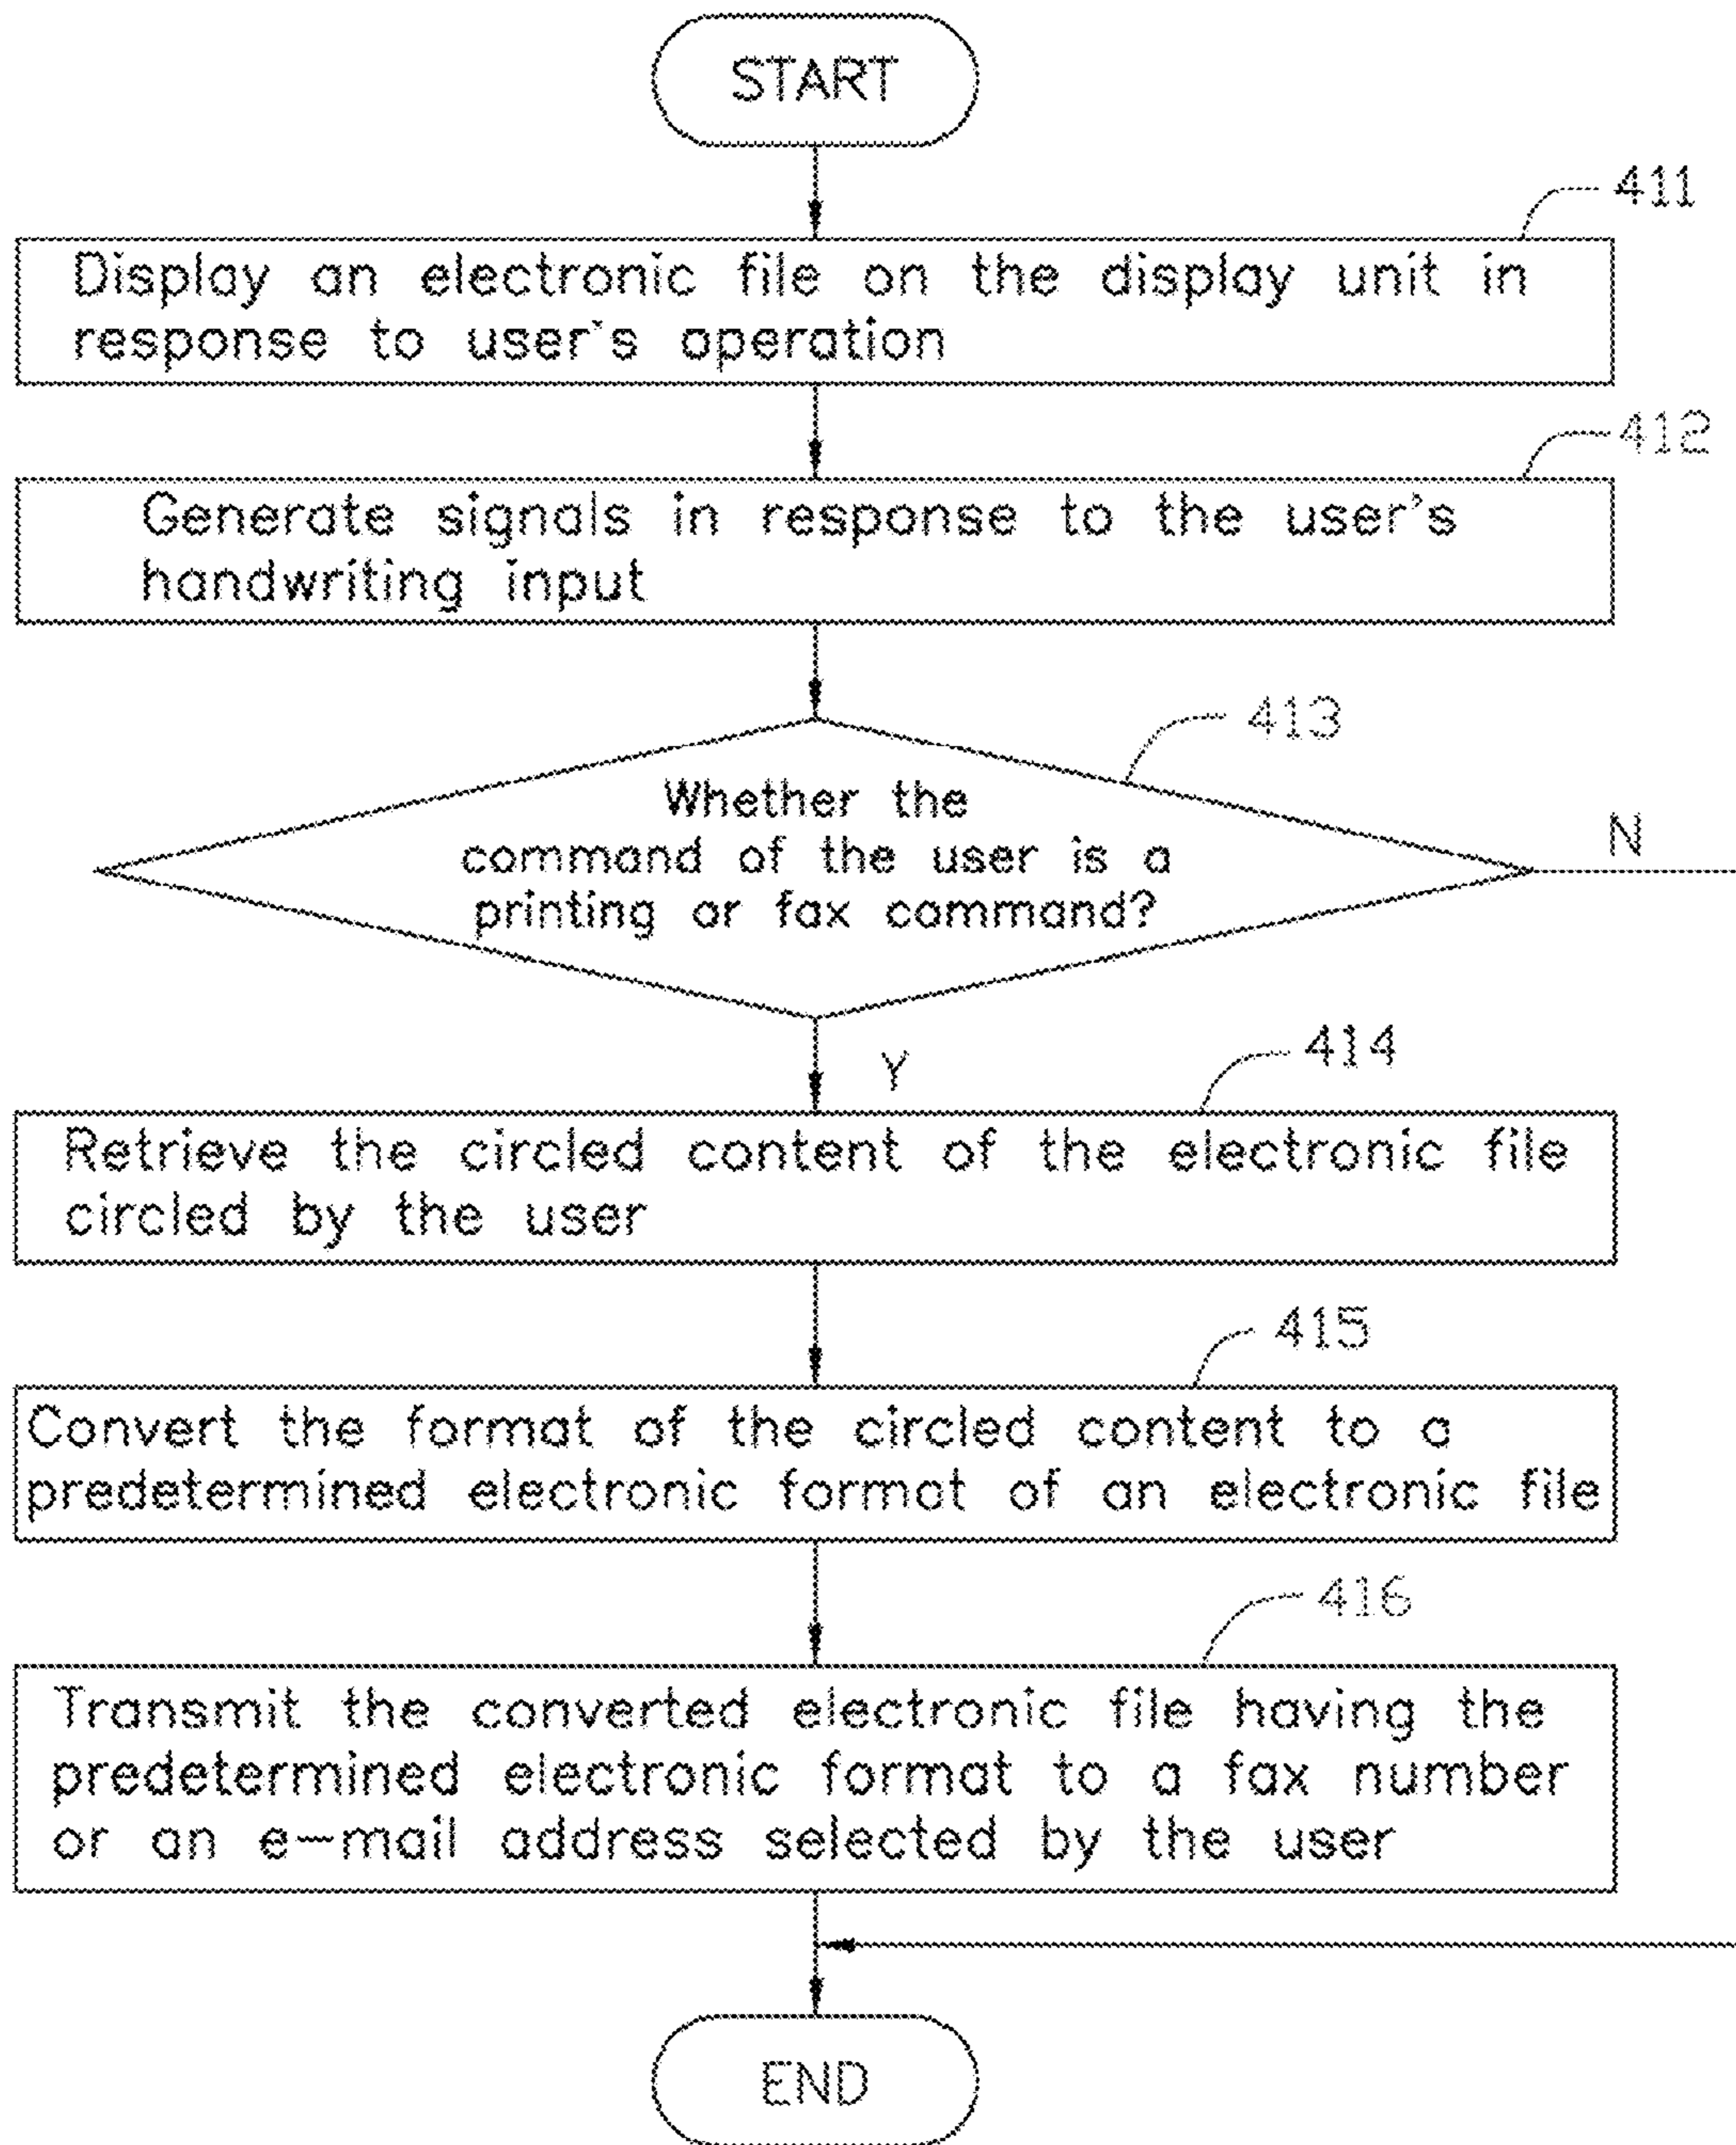 START
411
Display an electronic file on the display unit in
response to user's operation
412
Generate signals in response to the user's
handwriting input
413
Whether the
command of the user is a
printing or fax command?
N
Y
414
Retrieve the circled content of the electronic file
circled by the user
415
Convert the format of the circled content to a
predetermined electronic format of an electronic file
416
Transmit the converted electronic file having the
predetermined electronic format to a fax number
or an e-mail address selected by the user
END